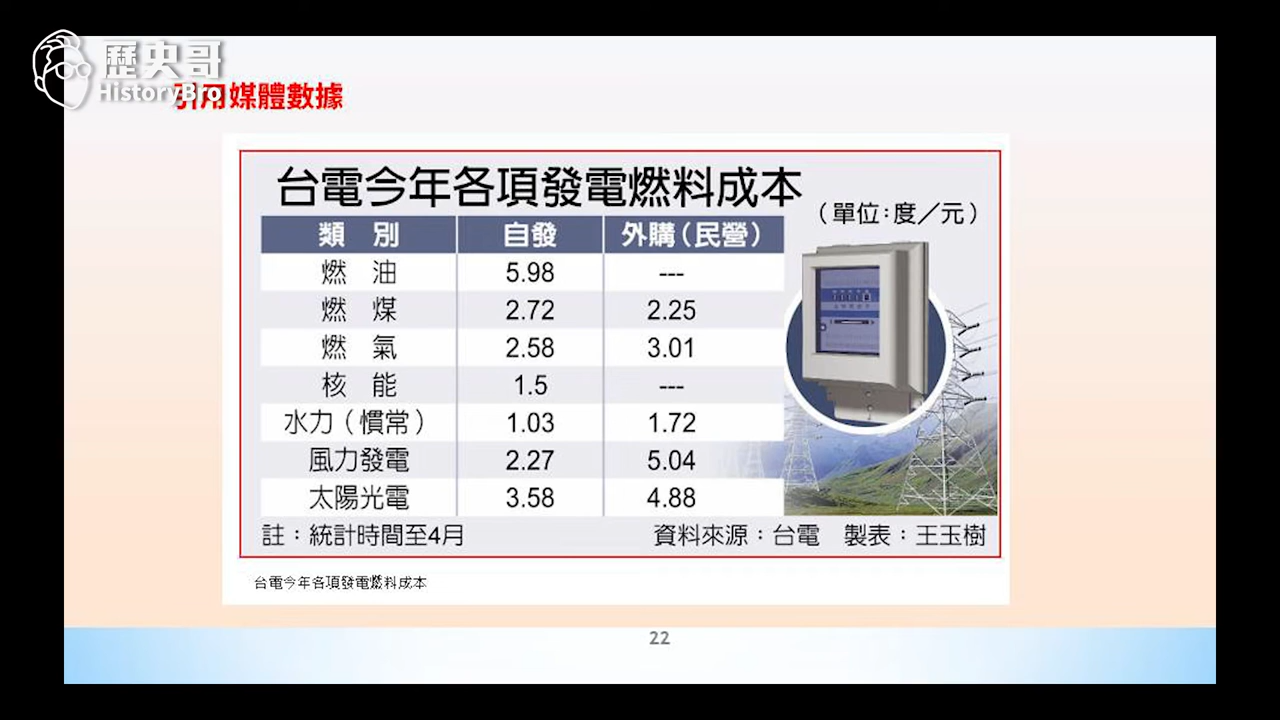 歷史哥
HistoryBro
引用媒體數據
台電今年各項發電燃料成本
（單位：度／元）
類 別 自發 外購（民營）
燃 油 5.98 ---
燃 煤 2.72 2.25
燃 氣 2.58 3.01
核 能 1.5 ---
水力（慣常） 1.03 1.72
風力發電 2.27 5.04
太陽光電 3.58 4.88
註：統計時間至4月 資料來源：台電 製表：王玉樹
台電今年各項發電燃料成本
22